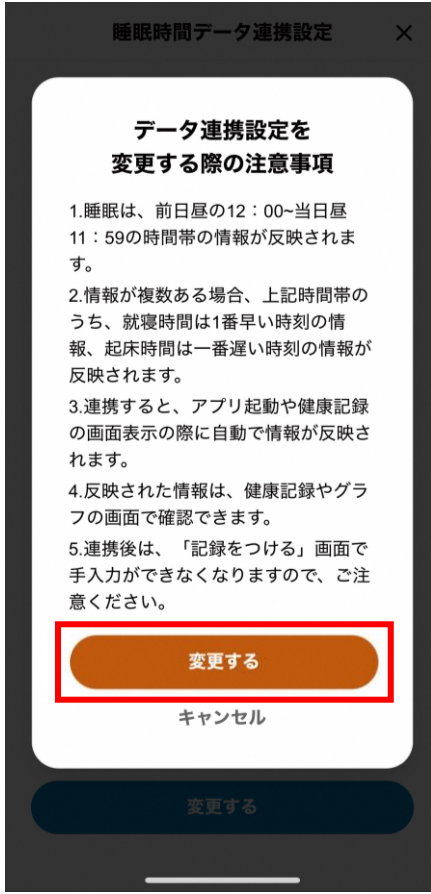 睡眠時間データ連携設定 ×
データ連携設定を
変更する際の注意事項
1.睡眠は、前日昼の12：00~当日昼
11：59の時間帯の情報が反映されま
す。
2.情報が複数ある場合、上記時間帯の
うち、就寝時間は1番早い時刻の情
報、起床時間は一番遅い時刻の情報が
反映されます。
3.連携すると、アプリ起動や健康記録
の画面表示の際に自動で情報が反映さ
れます。
4.反映された情報は、健康記録やグラ
フの画面で確認できます。
5.連携後は、「記録をつける」画面で
手入力ができなくなりますので、ご注
意ください。
変更する
キャンセル
変更する